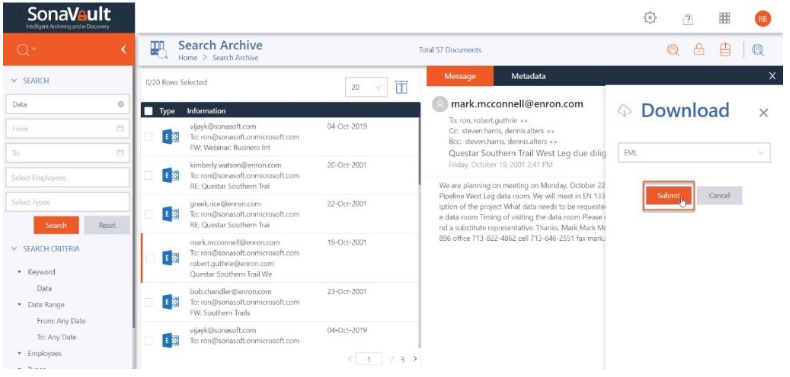 SonaVault
Intelligent Archiving and e-Discovery
RB
Search Archive
Home > Search Archive
Total 57 Documents
SEARCH
Data
From
To
Select Employees
Select Types
Search Reset
SEARCH CRITERIA
Keyword
Data
Date Range
From: Any Date
To: Any Date
Employees
0/20 Rows Selected
20
Type Information
vijayk@sonasoft.com 04-Oct-2019
To: ron@sonasoft.onmicrosoft.com
FW: Webinar: Business Int
kimberly.watson@enron.com 20-Oct-2001
To: ron@sonasoft.onmicrosoft.com
RE: Questar Southern Trai
greek.rice@enron.com 22-Oct-2001
To: ron@sonasoft.onmicrosoft.com
RE: Questar Southern Trai
mark.mcconnell@enron.com 19-Oct-2001
To: ron@sonasoft.onmicrosoft.com
robert.guthrie@enron.com
Questar Southern Trail We
bob.chandler@enron.com 23-Oct-2001
To: ron@sonasoft.onmicrosoft.com
FW: Southern Trails
vijayk@sonasoft.com 04-Oct-2019
To: ron@sonasoft.onmicrosoft.com
< 1 / 3 >
Message Metadata X
mark.mcconnell@enron.com
To: ron, robert.guthrie >>
Cc: steven.harris, dennis.alters >>
Bcc: steven.harris, dennis.alters >>
Questar Southern Trail West Leg due dilig
Friday, October 19, 2001 2:41 PM
We are planning on meeting on Monday, October 22
Pipeline West Leg data room. We will meet in EN 133
iption of the project What data needs to be requeste
e data room Timing of visiting the data room Please
nd a substitute representative. Thanks, Mark Mark M
896 office 713-822-4862 cell 713-646-2551 fax mark.
Download
EML
Submit Cancel